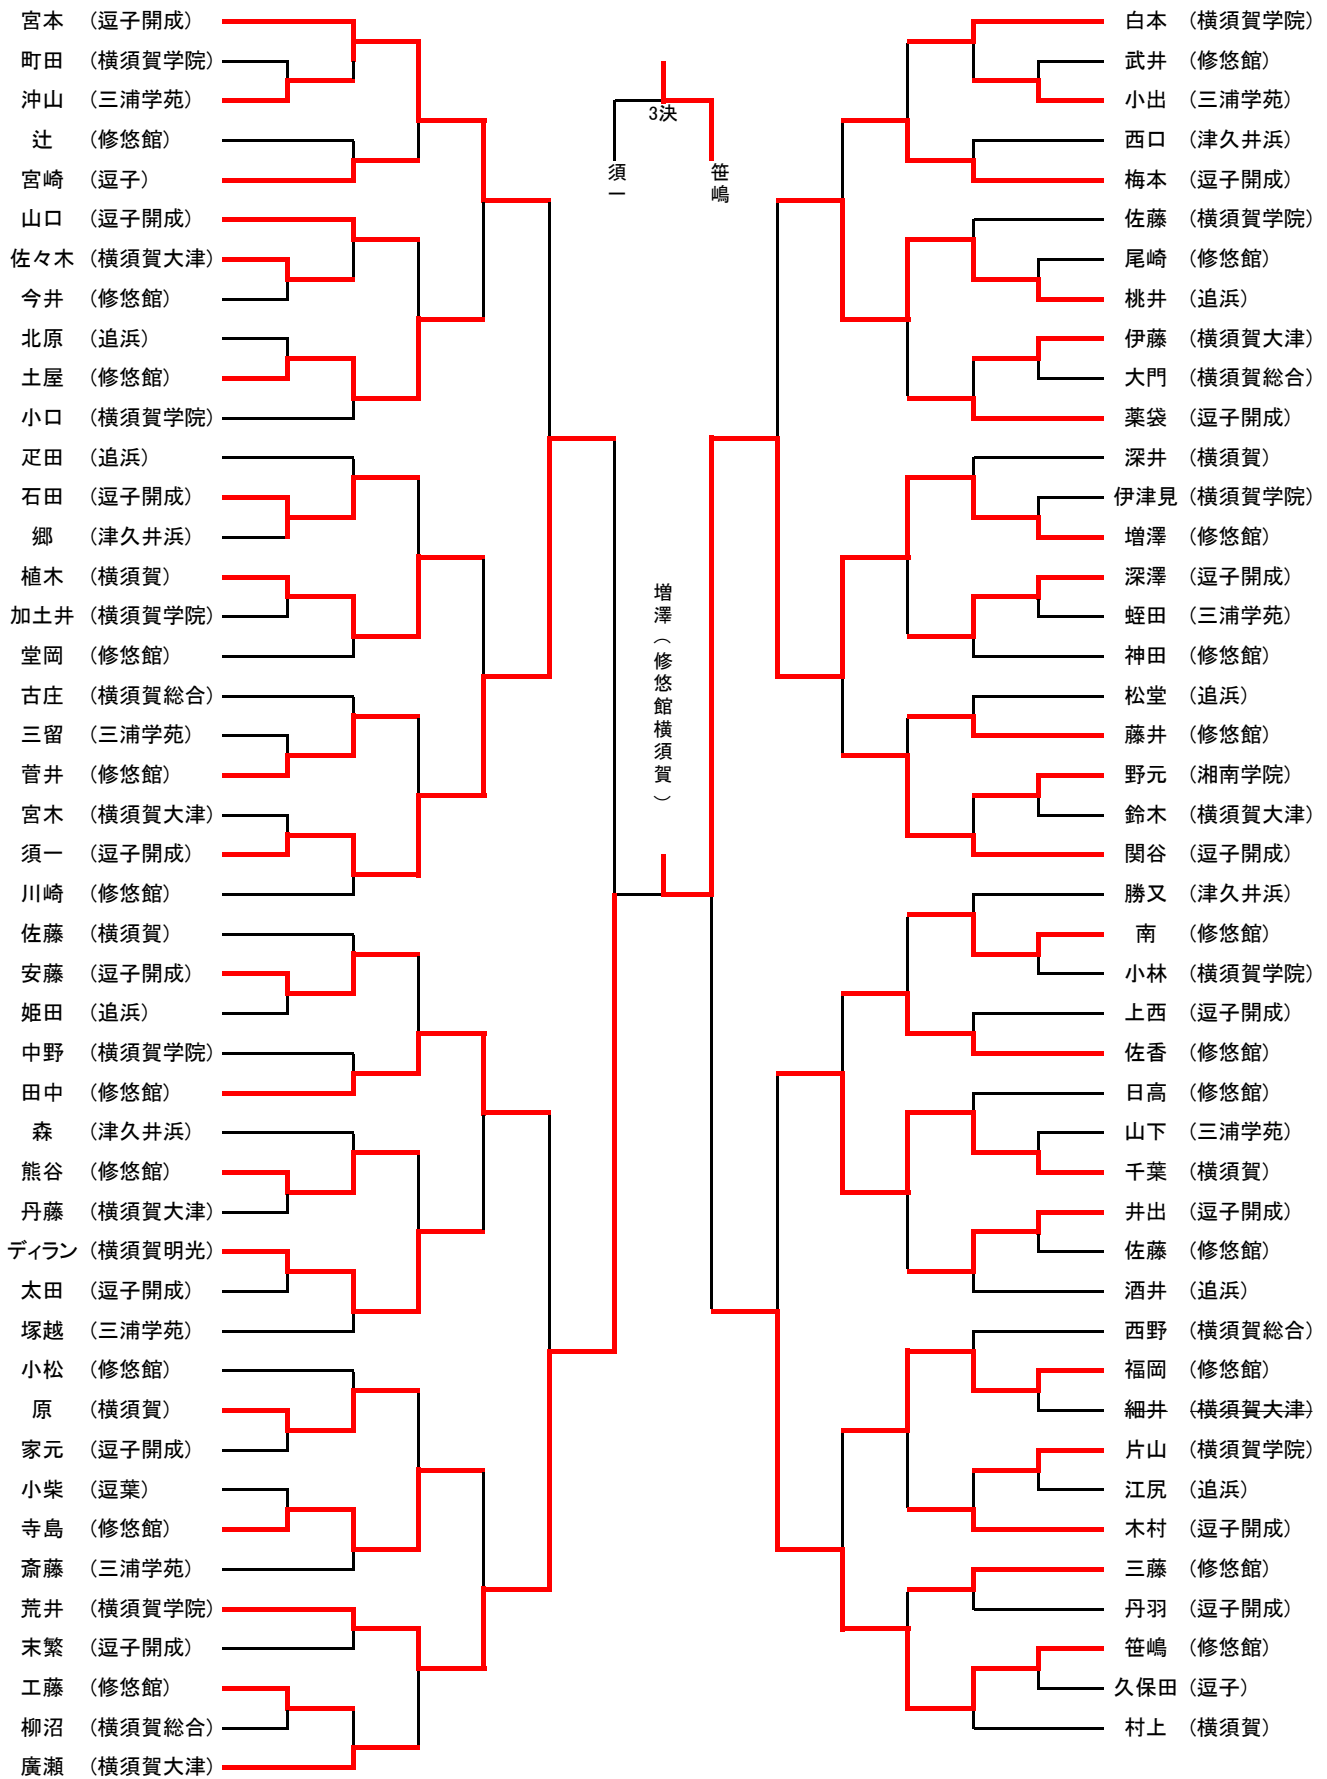 宮本 (逗子開成)
町田 (横須賀学院)
沖山 (三浦学苑)
辻 (修悠館)
宮崎 (逗子)
山口 (逗子開成)
佐々木 (横須賀大津)
今井 (修悠館)
北原 (追浜)
土屋 (修悠館)
小口 (横須賀学院)
疋田 (追浜)
石田 (逗子開成)
郷 (津久井浜)
植木 (横須賀)
加土井 (横須賀学院)
堂岡 (修悠館)
古庄 (横須賀総合)
三留 (三浦学苑)
菅井 (修悠館)
宮木 (横須賀大津)
須一 (逗子開成)
川崎 (修悠館)
佐藤 (横須賀)
安藤 (逗子開成)
姫田 (追浜)
中野 (横須賀学院)
田中 (修悠館)
森 (津久井浜)
熊谷 (修悠館)
丹藤 (横須賀大津)
ディラン (横須賀明光)
太田 (逗子開成)
塚越 (三浦学苑)
小松 (修悠館)
原 (横須賀)
家元 (逗子開成)
小柴 (逗葉)
寺島 (修悠館)
斎藤 (三浦学苑)
荒井 (横須賀学院)
末繁 (逗子開成)
工藤 (修悠館)
柳沼 (横須賀総合)
廣瀬 (横須賀大津)
3決
須一
笹嶋
増澤(修悠館横須賀)
白本 (横須賀学院)
武井 (修悠館)
小出 (三浦学苑)
西口 (津久井浜)
梅本 (逗子開成)
佐藤 (横須賀学院)
尾崎 (修悠館)
桃井 (追浜)
伊藤 (横須賀大津)
大門 (横須賀総合)
薬袋 (逗子開成)
深井 (横須賀)
伊津見 (横須賀学院)
増澤 (修悠館)
深澤 (逗子開成)
蛭田 (三浦学苑)
神田 (修悠館)
松堂 (追浜)
藤井 (修悠館)
野元 (湘南学院)
鈴木 (横須賀大津)
関谷 (逗子開成)
勝又 (津久井浜)
南 (修悠館)
小林 (横須賀学院)
上西 (逗子開成)
佐香 (修悠館)
日高 (修悠館)
山下 (三浦学苑)
千葉 (横須賀)
井出 (逗子開成)
佐藤 (修悠館)
酒井 (追浜)
西野 (横須賀総合)
福岡 (修悠館)
細井 (横須賀大津)
片山 (横須賀学院)
江尻 (追浜)
木村 (逗子開成)
三藤 (修悠館)
丹羽 (逗子開成)
笹嶋 (修悠館)
久保田 (逗子)
村上 (横須賀)